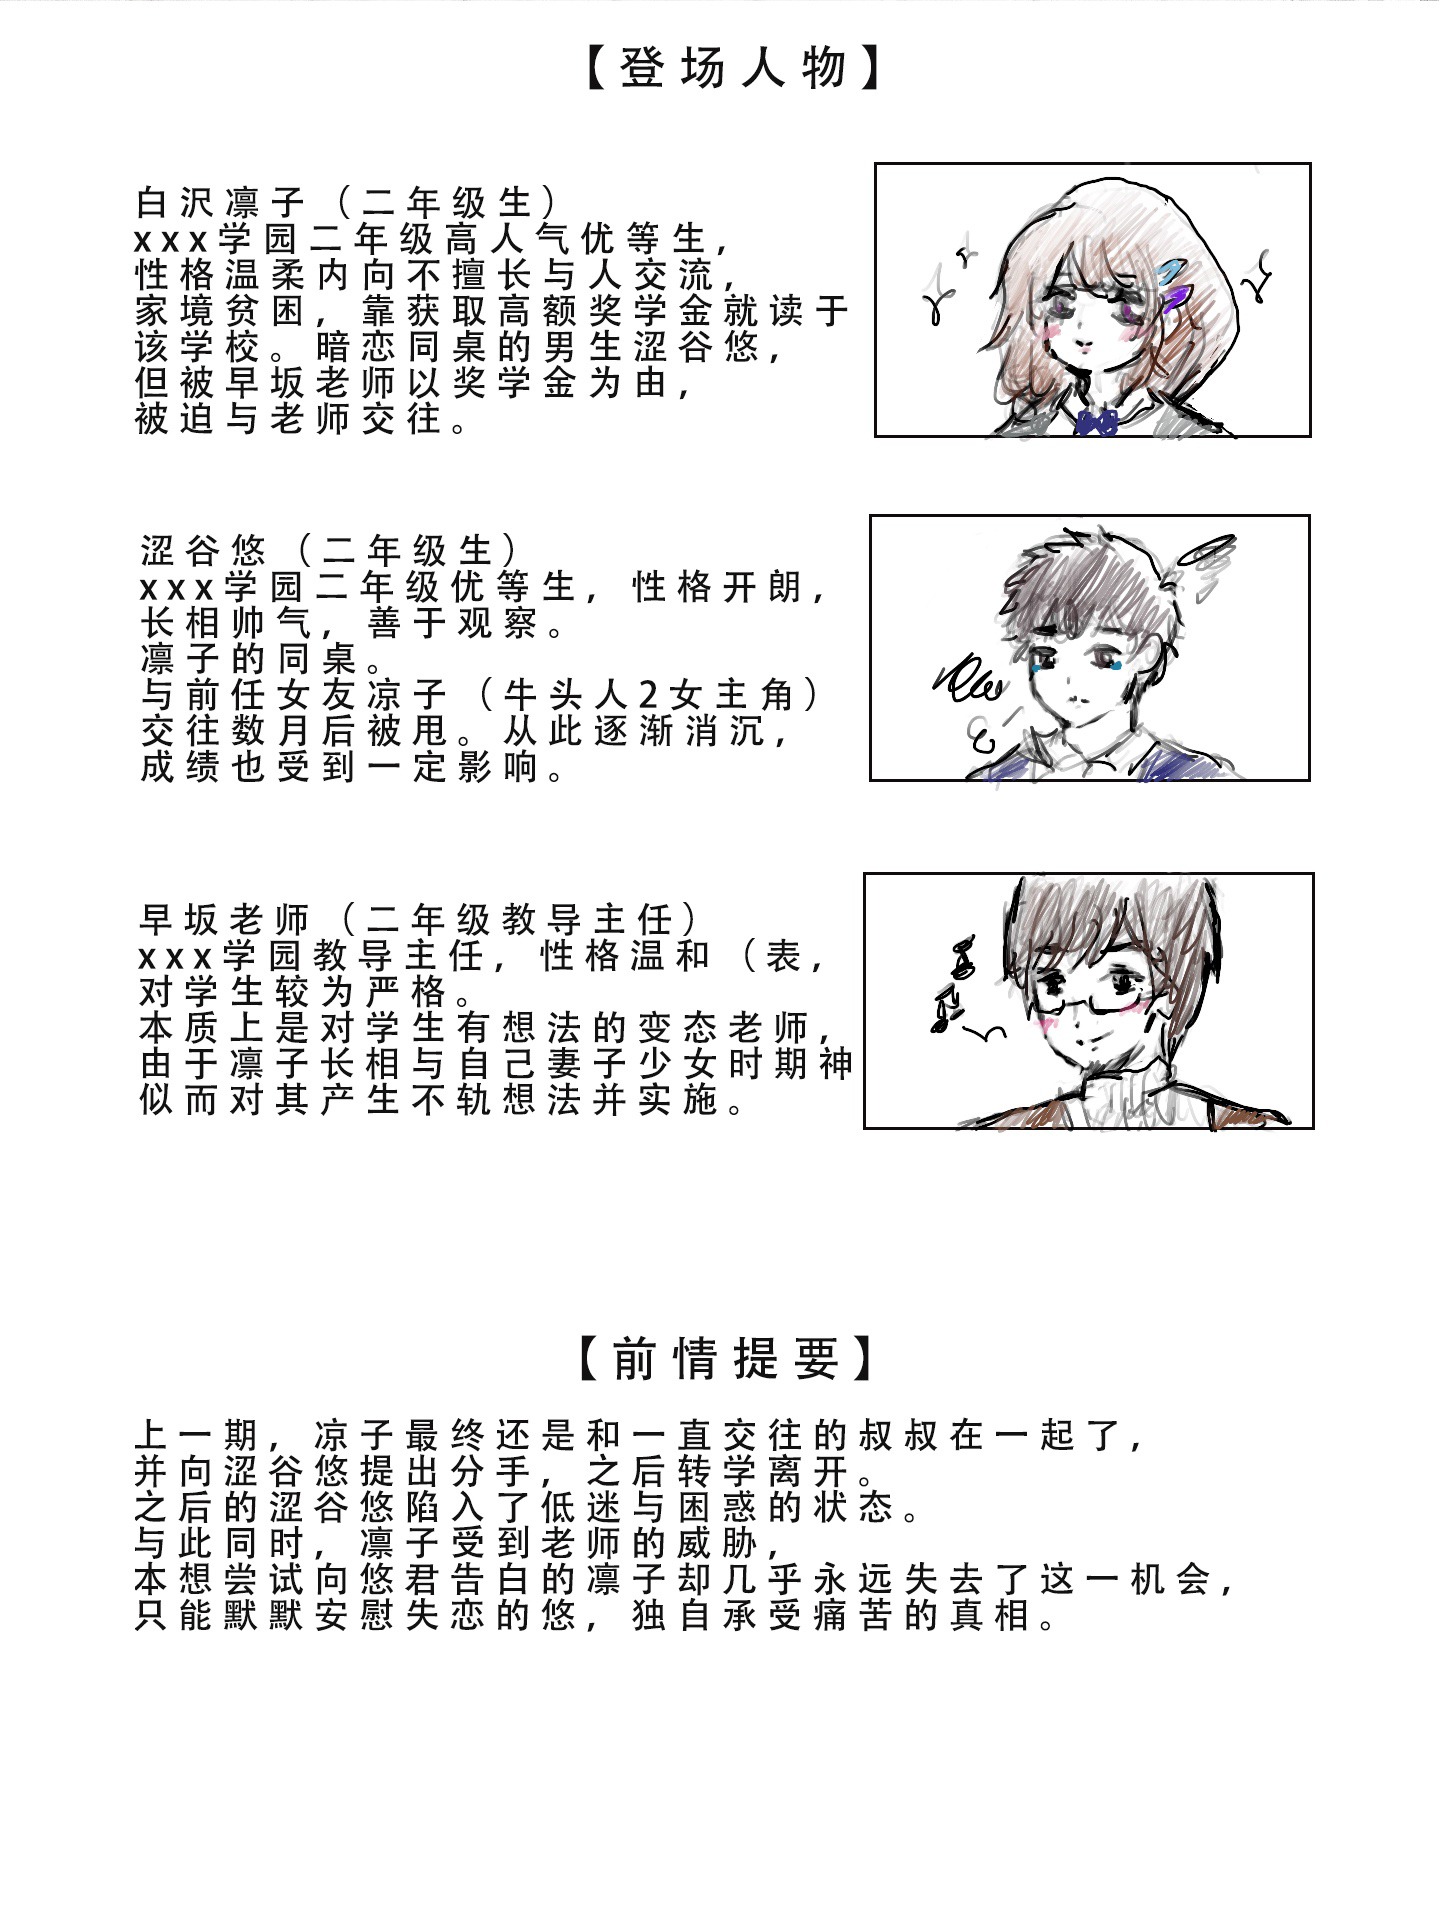 【登场人物】
白沢凛子（二年级生）
xxx学园二年级高人气优等生，
性格温柔内向不擅长与人交流，
家境贫困，靠获取高额奖学金就读于
该学校。暗恋同桌的男生涩谷悠，
但被早坂老师以奖学金为由，
被迫与老师交往。
涩谷悠（二年级生）
xxx学园二年级优等生，性格开朗，
长相帅气，善于观察。
凛子的同桌。
与前任女友凉子（牛头人2女主角）
交往数月后被甩。从此逐渐消沉，
成绩也受到一定影响。
早坂老师（二年级教导主任）
xxx学园教导主任，性格温和（表，
对学生较为严格。
本质上是对学生有想法的变态老师，
由于凛子长相与自己妻子少女时期神
似而对其产生不轨想法并实施。
【前情提要】
上一期，凉子最终还是和一直交往的叔叔在一起了，
并向涩谷悠提出分手，之后转学离开。
之后的涩谷悠陷入了低迷与困惑的状态。
与此同时，凛子受到老师的威胁，
本想尝试向悠君告白的凛子却几乎永远失去了这一机会，
只能默默安慰失恋的悠，独自承受痛苦的真相。